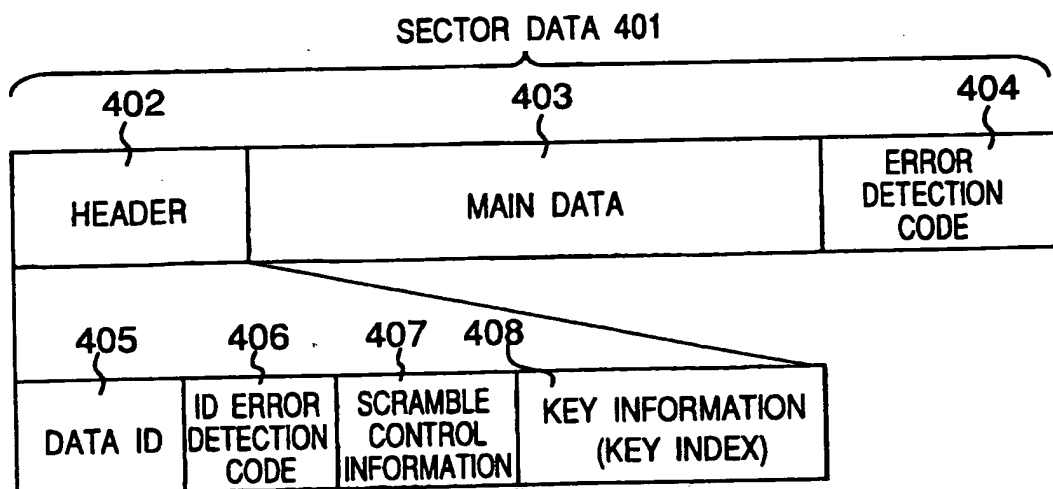 SECTOR DATA 401
402
403
404
HEADER
MAIN DATA
ERROR
DETECTION
CODE
405
406
407
408
DATA ID
ID ERROR
DETECTION
CODE
SCRAMBLE
CONTROL
INFORMATION
KEY INFORMATION
(KEY INDEX)